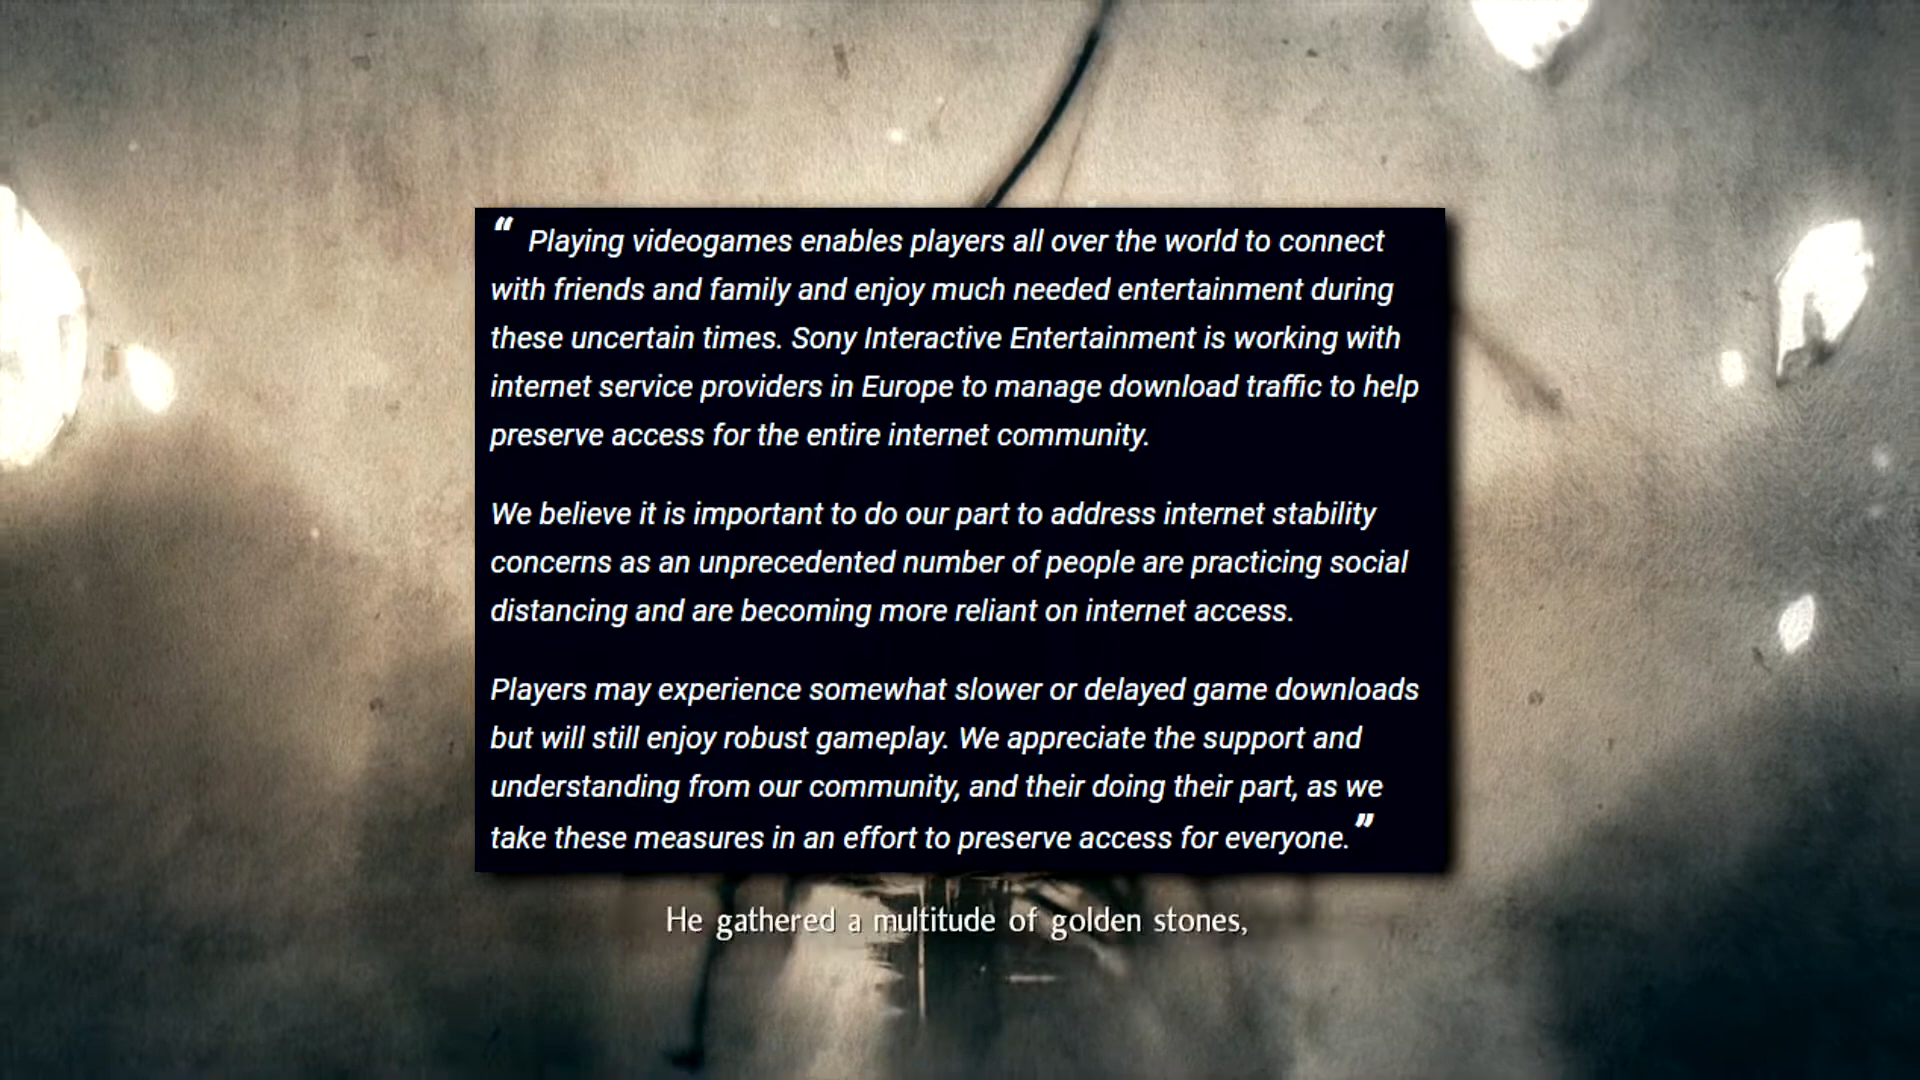 “ Playing videogames enables players all over the world to connect
with friends and family and enjoy much needed entertainment during
these uncertain times. Sony Interactive Entertainment is working with
internet service providers in Europe to manage download traffic to help
preserve access for the entire internet community.
We believe it is important to do our part to address internet stability
concerns as an unprecedented number of people are practicing social
distancing and are becoming more reliant on internet access.
Players may experience somewhat slower or delayed game downloads
but will still enjoy robust gameplay. We appreciate the support and
understanding from our community, and their doing their part, as we
take these measures in an effort to preserve access for everyone.”
He gathered a multitude of golden stones,